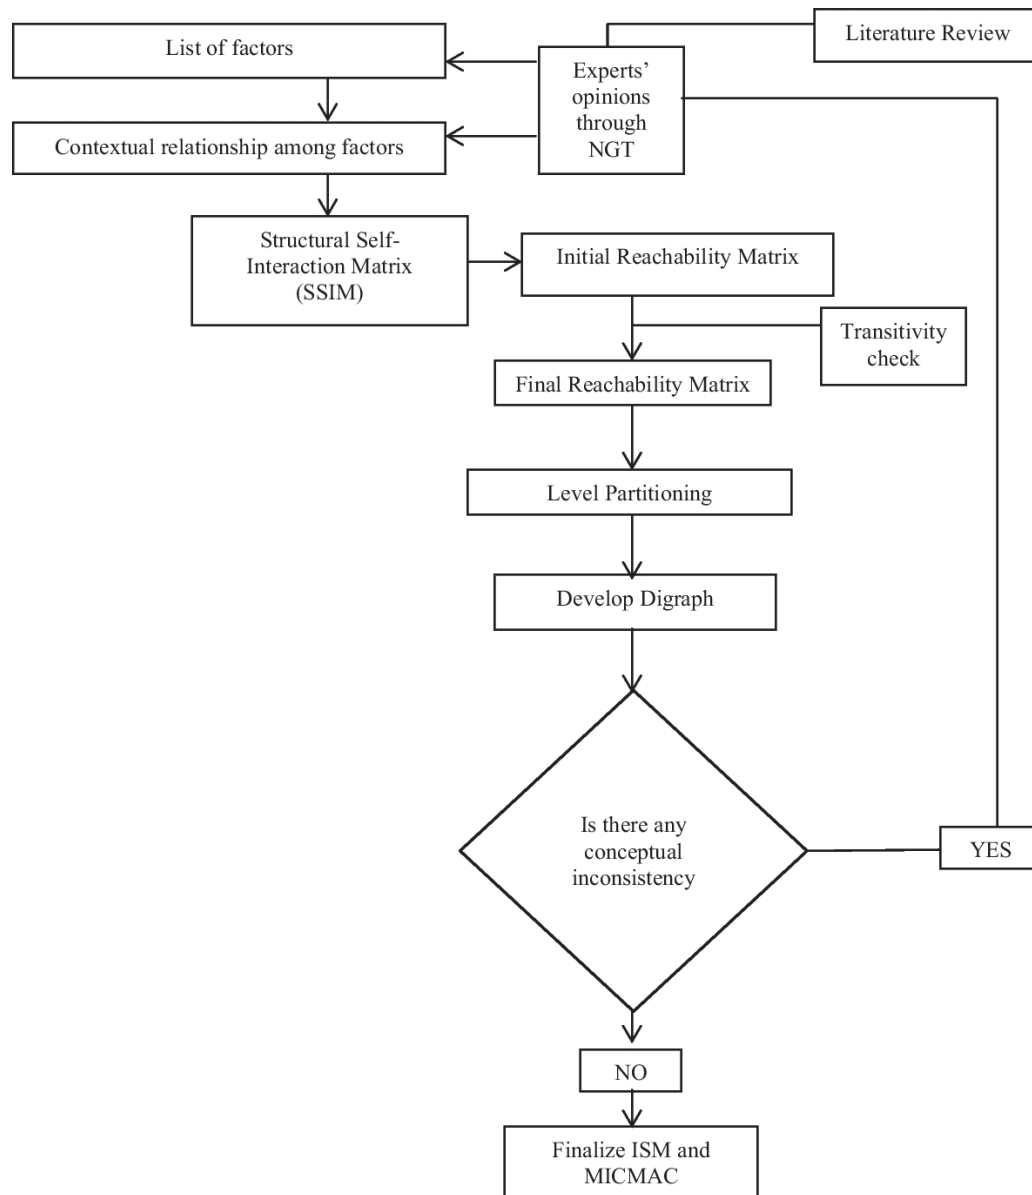 List of factors
Literature Review
Experts’
opinions
through
NGT
Contextual relationship among factors
Structural Self-
Interaction Matrix
(SSIM)
Initial Reachability Matrix
Transitivity
check
Final Reachability Matrix
Level Partitioning
Develop Digraph
Is there any
conceptual
inconsistency
YES
NO
Finalize ISM and
MICMAC